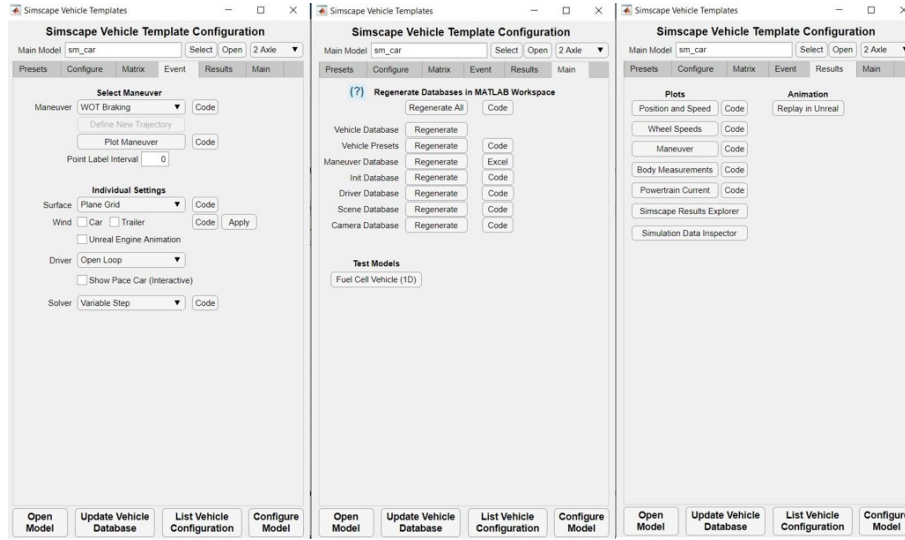 Simscape Vehicle Templates
Simscape Vehicle Template Configuration
Main Model sm_car Select Open 2 Axle
Presets Configure Matrix Event Results Main
Select Maneuver
Maneuver WOT Braking Code
Define New Trajectory
Plot Maneuver Code
Point Label Interval 0
Individual Settings
Surface Plane Grid Code
Wind Car Trailer Code Apply
Unreal Engine Animation
Driver Open Loop
Show Pace Car (Interactive)
Solver Variable Step Code
Open Model
Update Vehicle Database
List Vehicle Configuration
Configure Model
Simscape Vehicle Templates
Simscape Vehicle Template Configuration
Main Model sm_car Select Open 2 Axle
Presets Configure Matrix Event Results Main
(?) Regenerate Databases in MATLAB Workspace
Regenerate All Code
Vehicle Database Regenerate
Vehicle Presets Regenerate Code
Maneuver Database Regenerate Excel
Init Database Regenerate Code
Driver Database Regenerate Code
Scene Database Regenerate Code
Camera Database Regenerate Code
Test Models
Fuel Cell Vehicle (1D)
Open Model
Update Vehicle Database
List Vehicle Configuration
Configure Model
Simscape Vehicle Templates
Simscape Vehicle Template Configuration
Main Model sm_car Select Open 2 Axle
Presets Configure Matrix Event Results Main
Plots Animation
Position and Speed Code Replay in Unreal
Wheel Speeds Code
Maneuver Code
Body Measurements Code
Powertrain Current Code
Simscape Results Explorer
Simulation Data Inspector
Open Model
Update Vehicle Database
List Vehicle Configuration
Configure Model